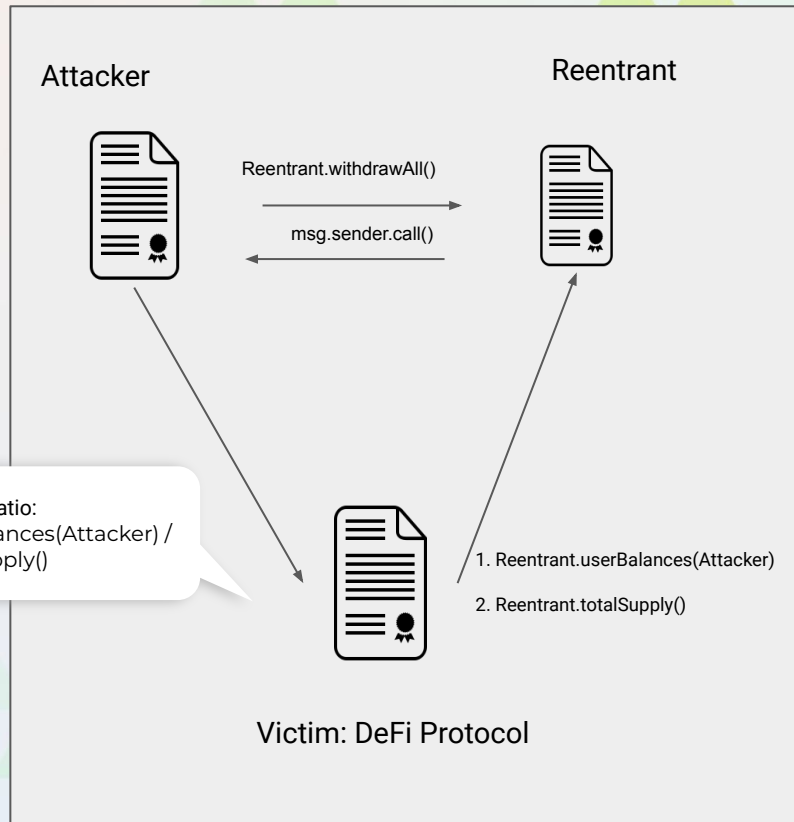 Attacker
Reentrant
Reentrant.withdrawAll()
msg.sender.call()
atio:
ances(Attacker) /
pply()
1. Reentrant.userBalances(Attacker)
2. Reentrant.totalSupply()
Victim: DeFi Protocol